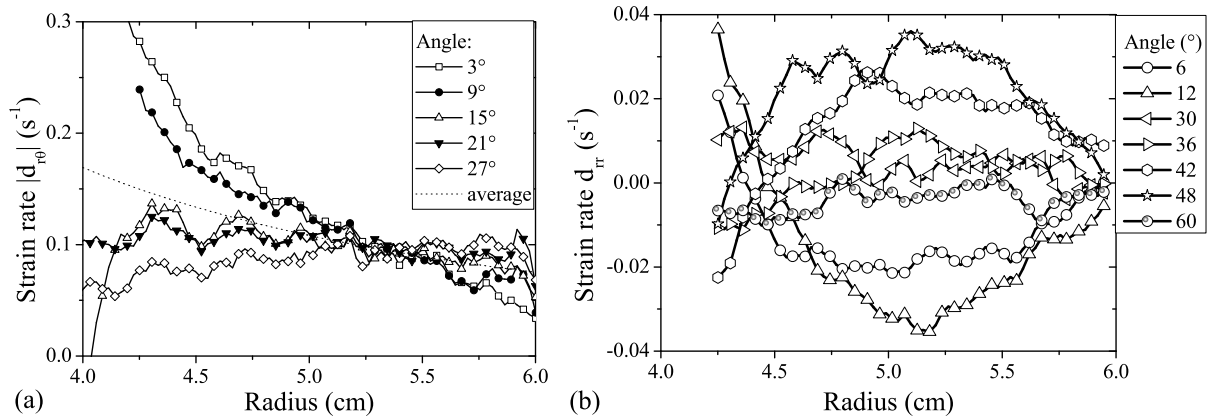 0.3
0.2
0.1
0.0
Strain rate |d_rθ| (s⁻¹)
Angle:
3°
9°
15°
21°
27°
average
4.0 4.5 5.0 5.5 6.0
Radius (cm)
(a)
0.04
0.02
0.00
-0.02
-0.04
Strain rate d_rr (s⁻¹)
4.0 4.5 5.0 5.5 6.0
Radius (cm)
(b)
Angle (°)
6
12
30
36
42
48
60